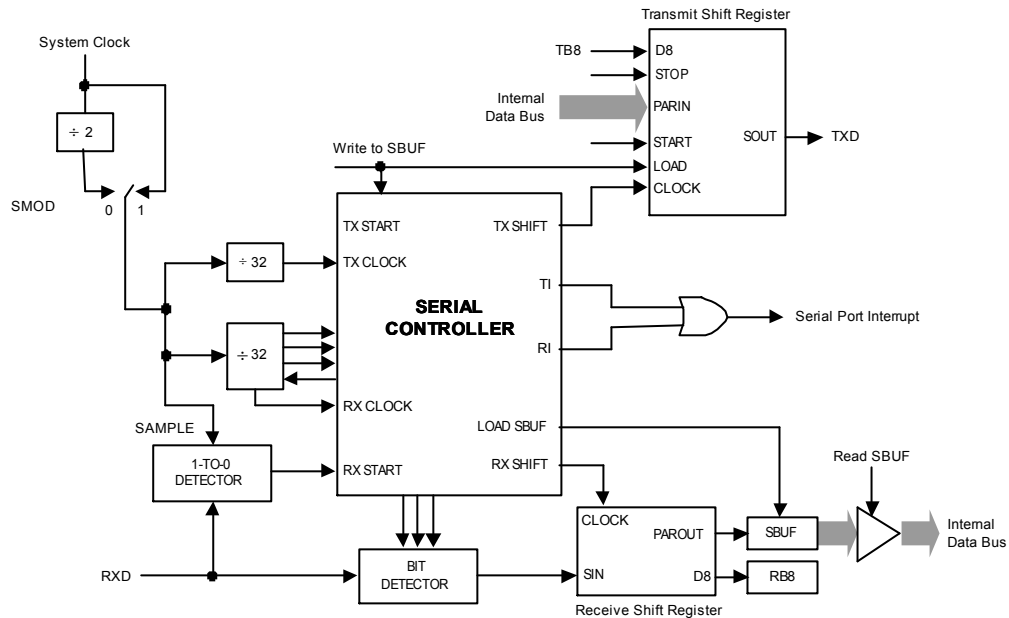 Transmit Shift Register
System Clock
TB8
D8
STOP
Internal
Data Bus
PARIN
÷ 2
SOUT
TXD
START
Write to SBUF
LOAD
CLOCK
SMOD
0
1
TX START
TX SHIFT
÷ 32
TX CLOCK
TI
SERIAL
CONTROLLER
Serial Port Interrupt
RI
÷ 32
RX CLOCK
LOAD SBUF
SAMPLE
1-TO-0
DETECTOR
RX START
RX SHIFT
Read SBUF
CLOCK
PAROUT
SBUF
Internal
Data Bus
RXD
BIT
DETECTOR
SIN
D8
RB8
Receive Shift Register